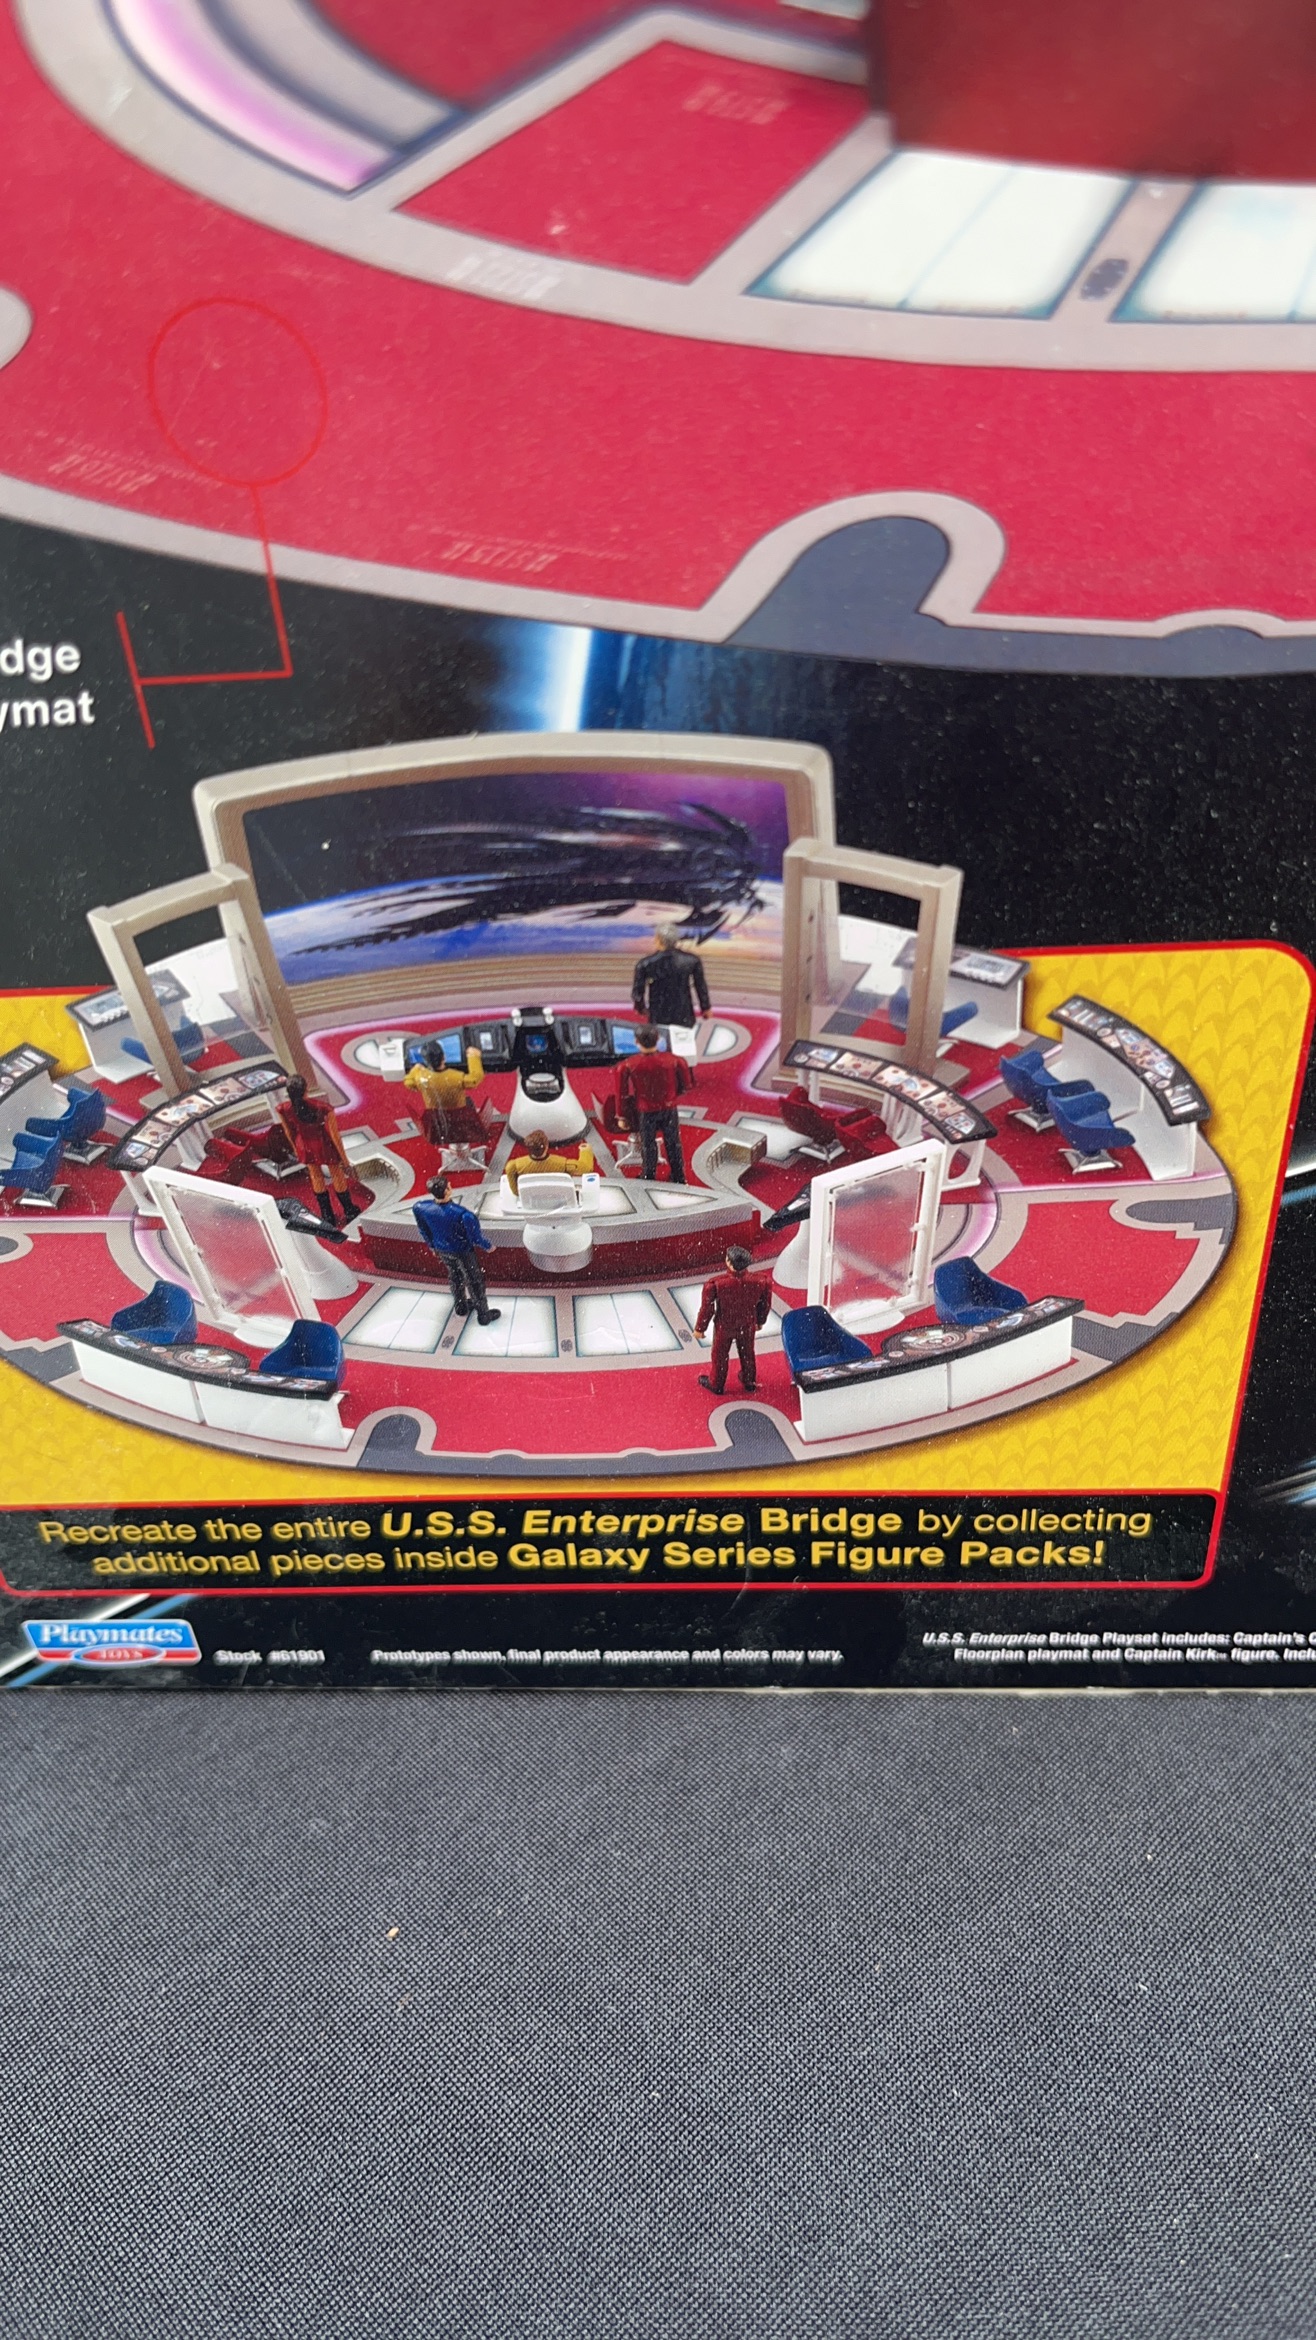 dge
ymat
Recreate the entire U.S.S. Enterprise Bridge by collecting
additional pieces inside Galaxy Series Figure Packs!
Playmates
TOYS
Stock #61901
Prototypes shown, final product appearance and colors may vary.
U.S.S. Enterprise Bridge Playset includes: Captain's C
Floorplan playmat and Captain Kirk™ figure. Incl